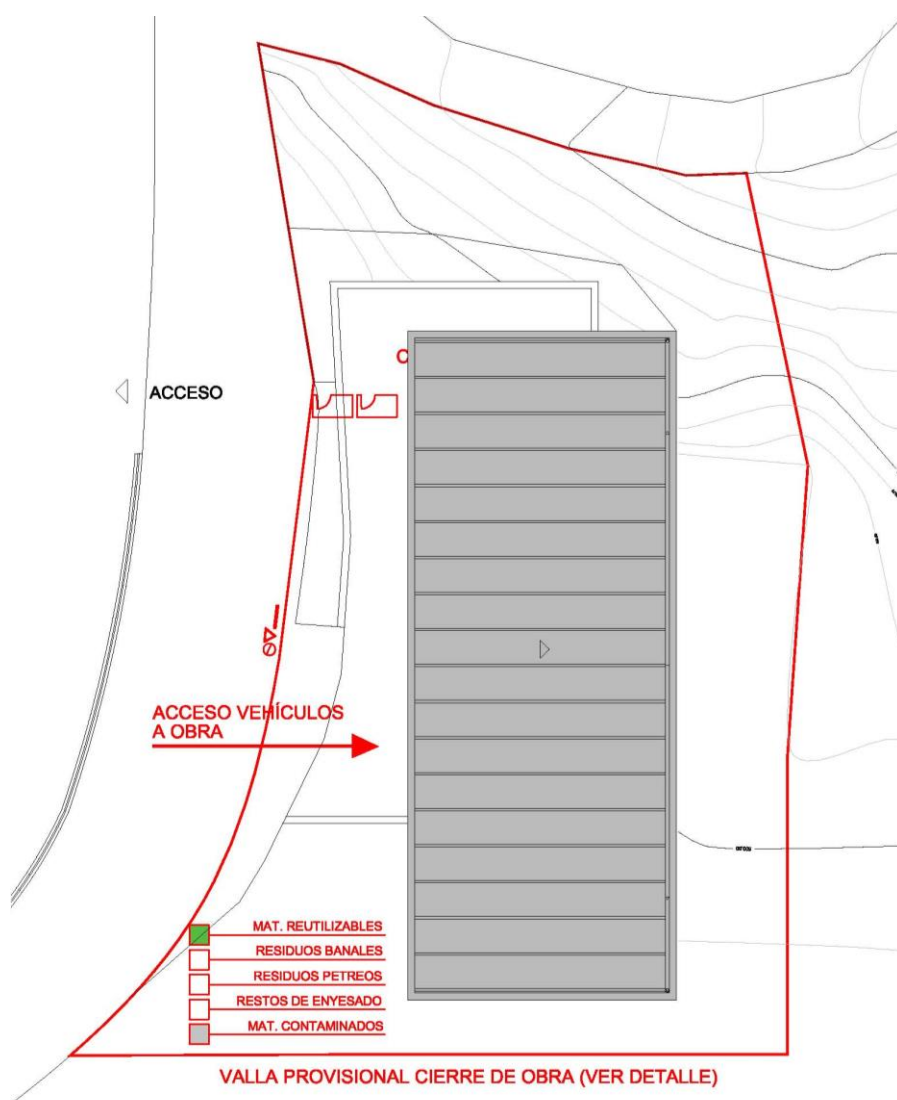 C
ACCESO
ACCESO VEHÍCULOS
A OBRA
MAT. REUTILIZABLES
RESIDUOS BANALES
RESIDUOS PETREOS
RESTOS DE ENYESADO
MAT. CONTAMINADOS
VALLA PROVISIONAL CIERRE DE OBRA (VER DETALLE)